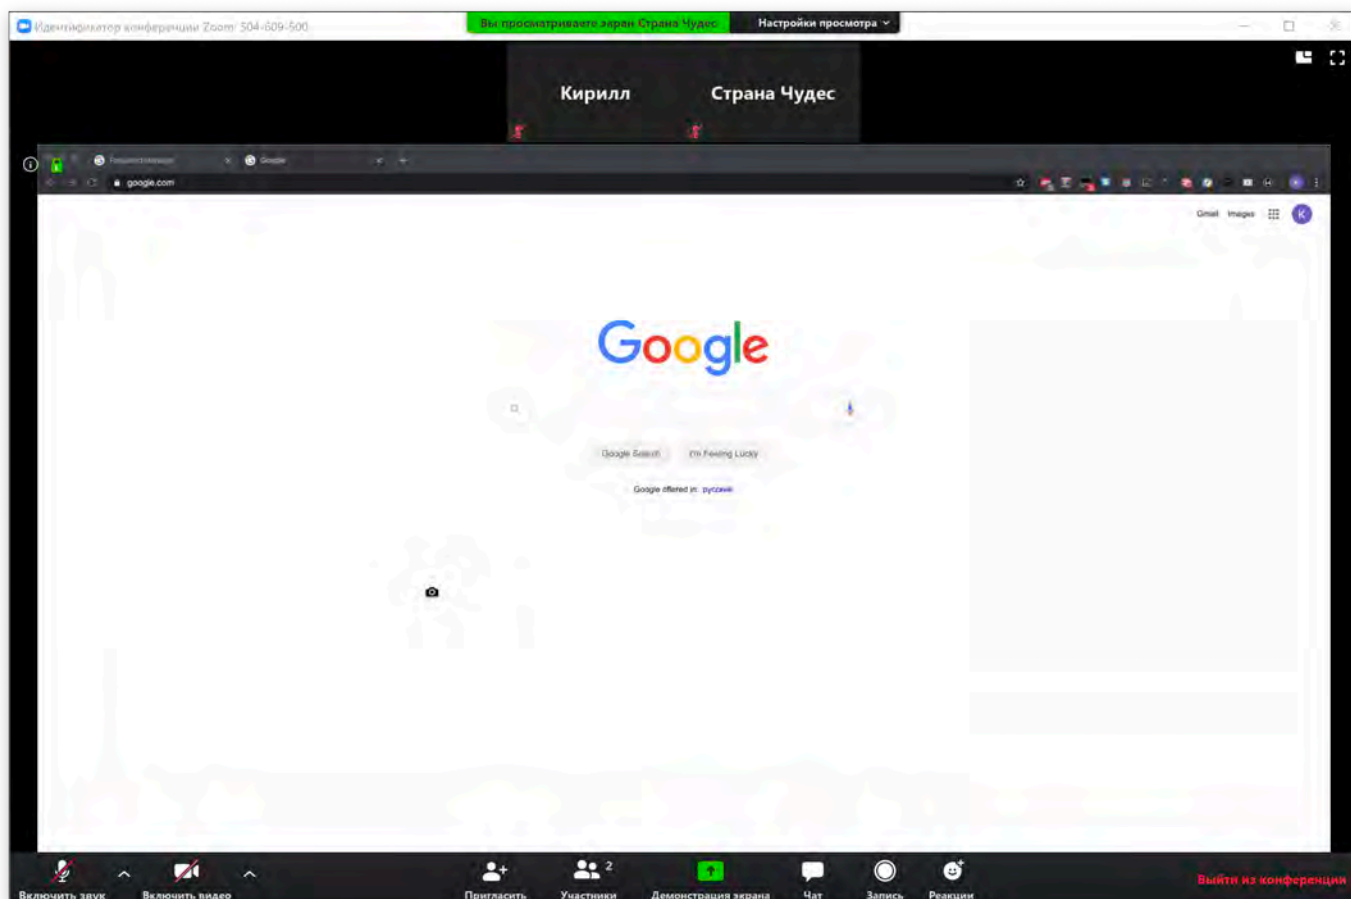 Идентификатор конференции Zoom: 504-609-500
Вы просматриваете экран Страна Чудес
Настройки просмотра
Кирилл
Страна Чудес
Google
google.com
Gmail Images
K
Google
Google Search I'm Feeling Lucky
Google offered in: русский
Включить звук
Включить видео
Пригласить
2
Участники
Демонстрация экрана
Чат
Запись
Реакции
Выйти из конференции